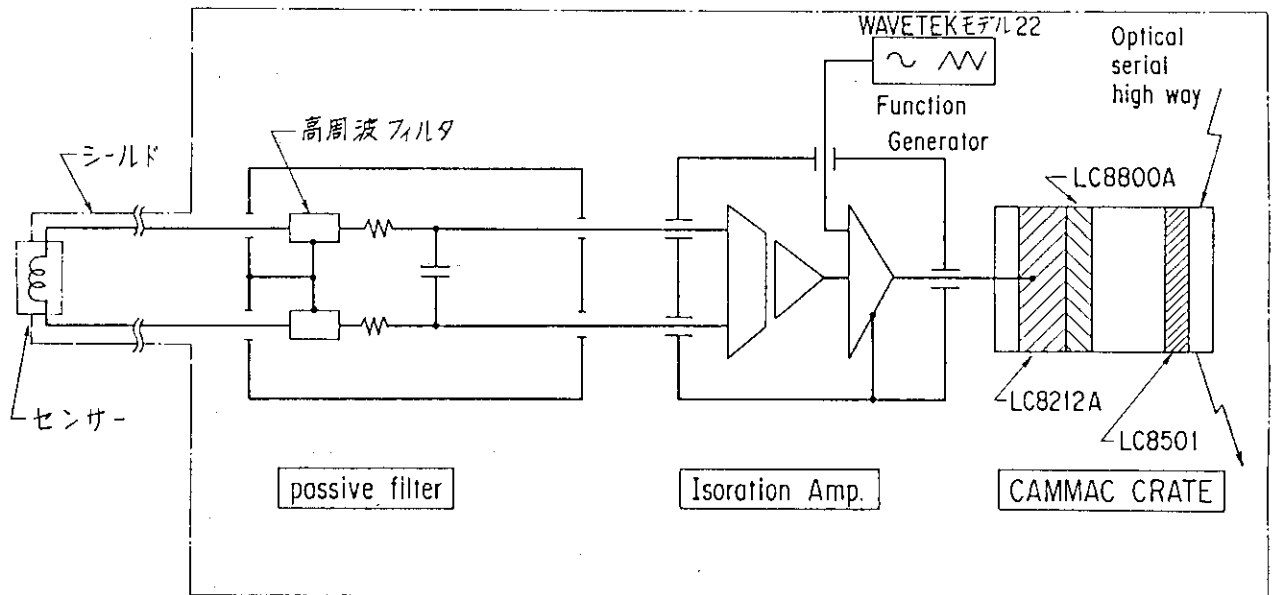 WAVETEKモデル22
Optical
serial
high way
Function
Generator
高周波フィルタ
シールド
LC8800A
センサー
LC8212A
LC8501
passive filter
Isoration Amp.
CAMMAC CRATE